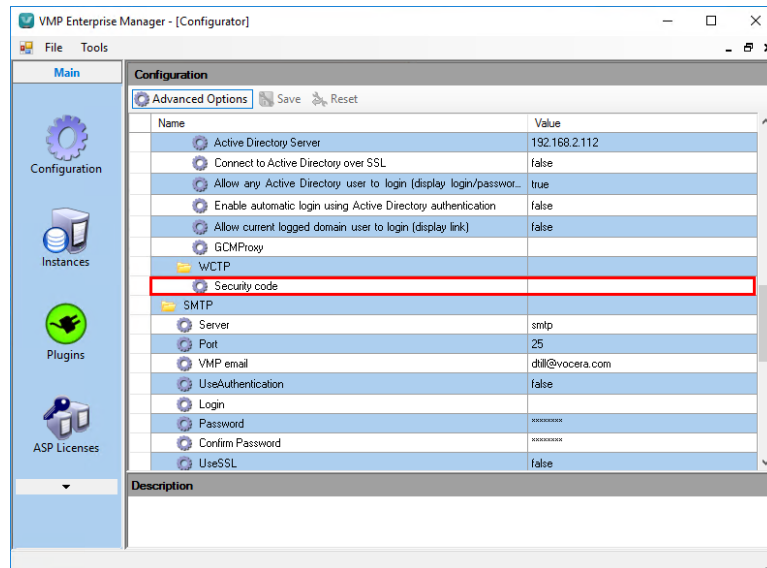 VMP Enterprise Manager - [Configurator]
File Tools
Main
Configuration
Instances
Plugins
ASP Licenses
Configuration
Advanced Options Save Reset
Name Value
Active Directory Server 192.168.2.112
Connect to Active Directory over SSL false
Allow any Active Directory user to login (display login/passwor... true
Enable automatic login using Active Directory authentication false
Allow current logged domain user to login (display link) false
GCMProxy
WCTP
Security code
SMTP
Server smtp
Port 25
VMP email dtill@vocera.com
UseAuthentication false
Login
Password ××××××××
Confirm Password ××××××××
UseSSL false
Description